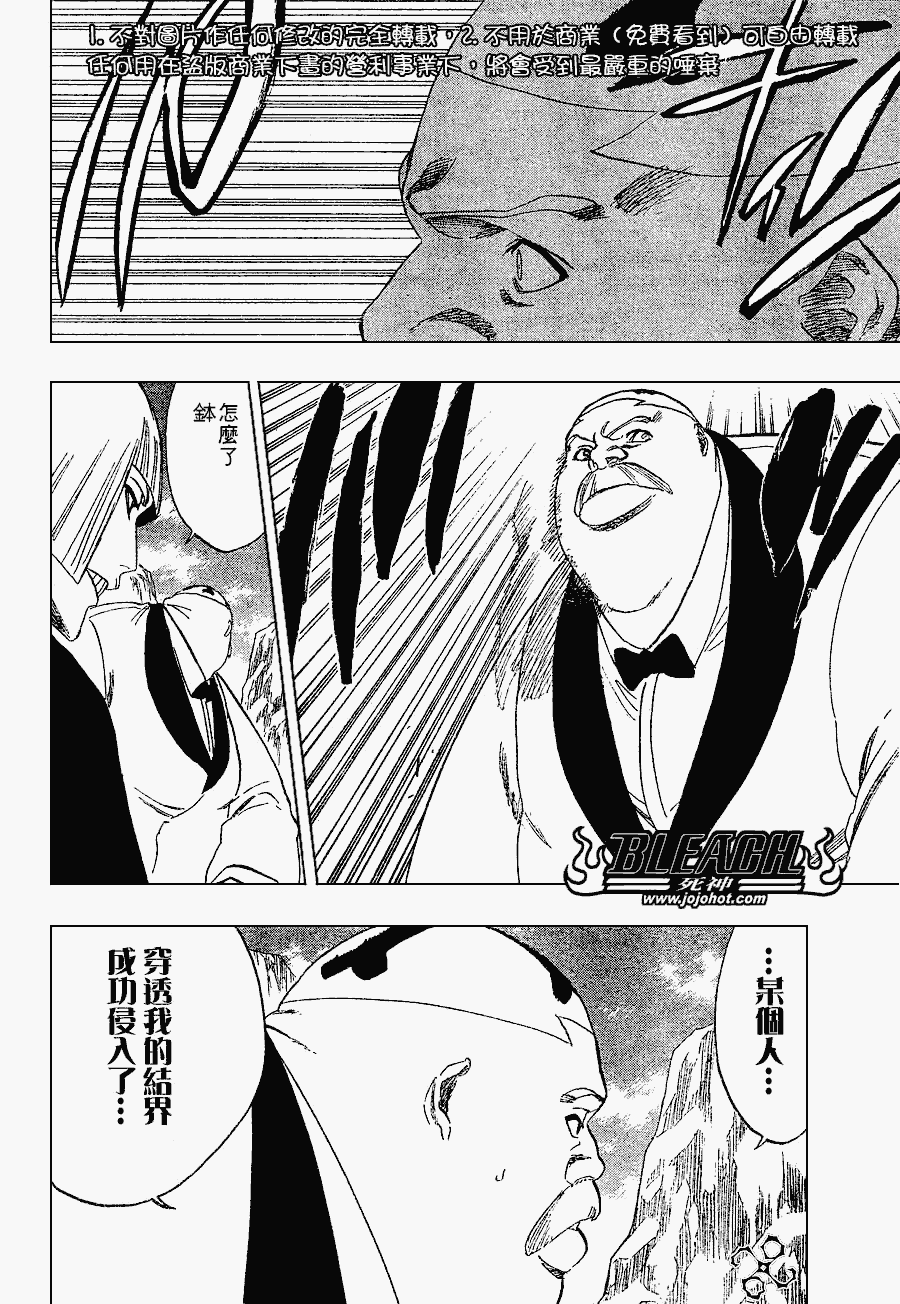 1. 不對圖片作任何修改的完全轉載，2. 不用於商業（免費看到）可自由轉載
任何用在盜版商業下畫的營利事業下，將會受到最嚴重的唾棄
怎麼了
鉢
BLEACH
死神
www.jojohot.com
…某個人…
穿透我的結界
成功侵入了…